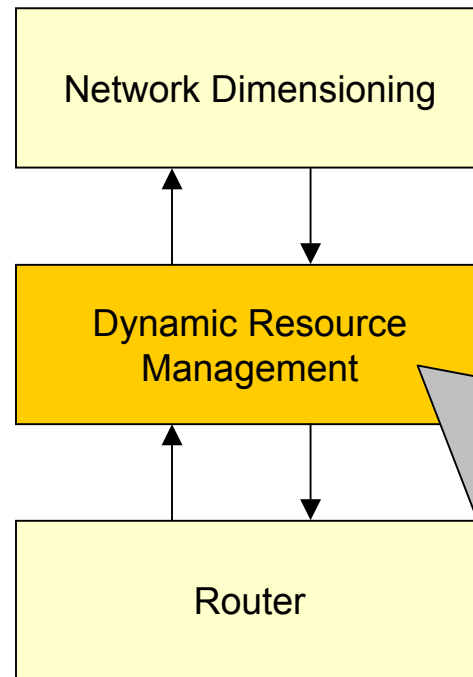 Network Dimensioning
Dynamic Resource
Management
Router